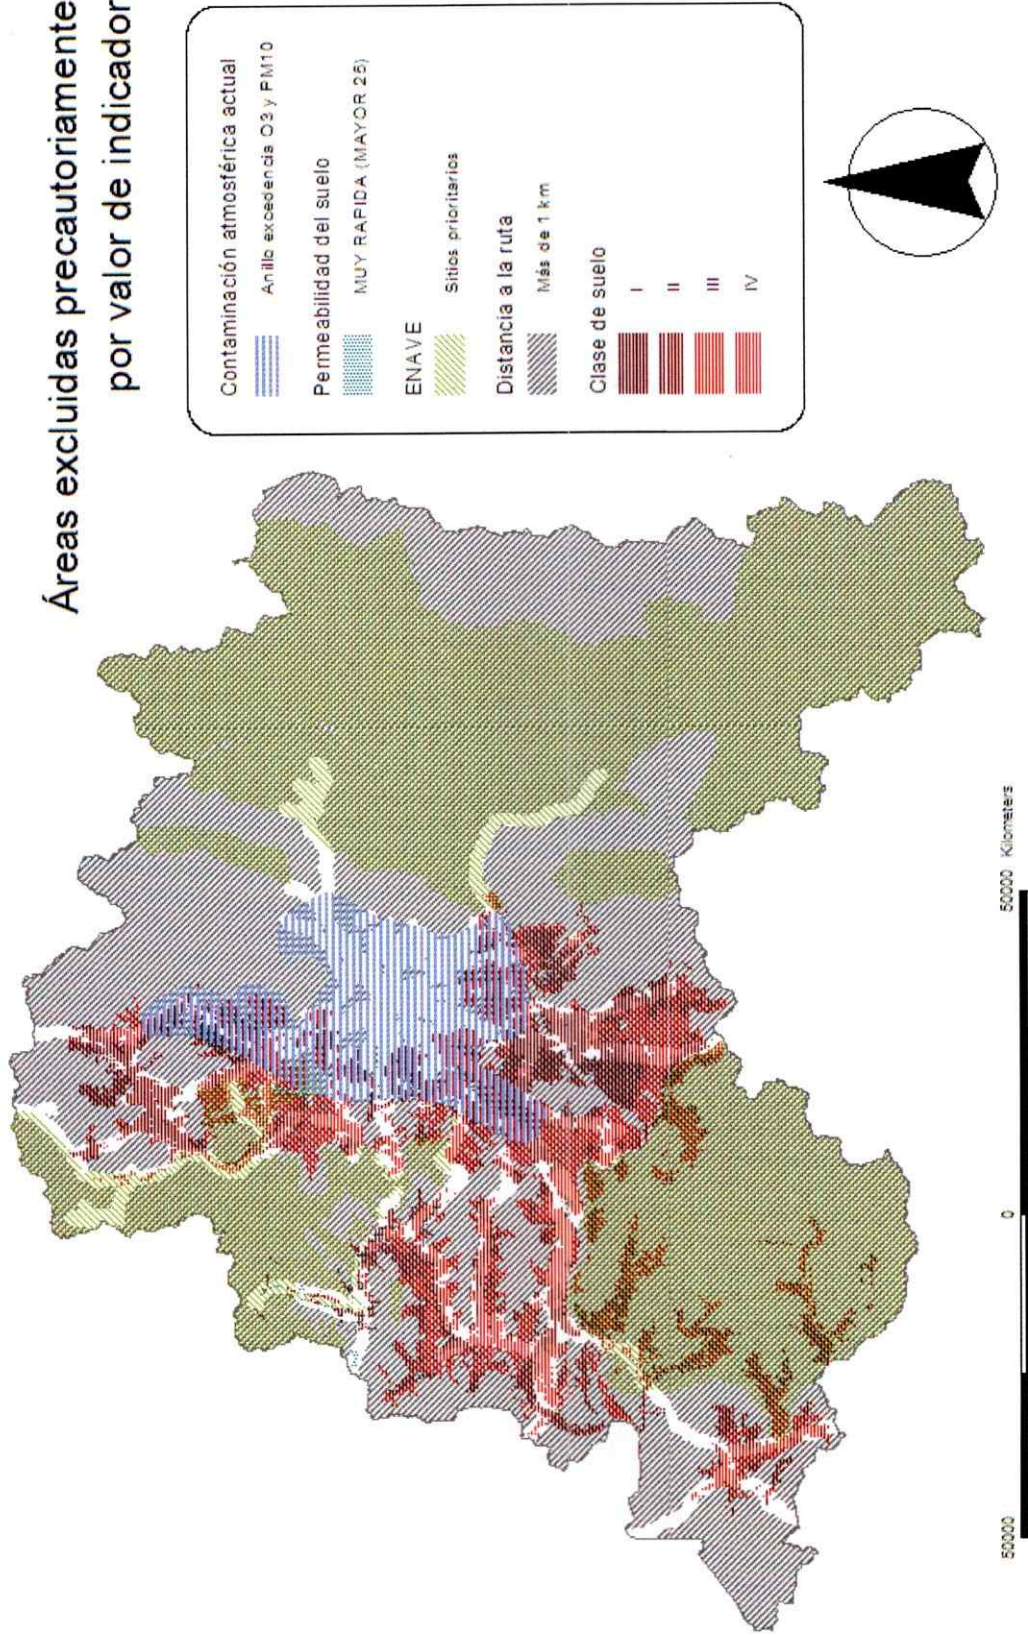 Áreas excluidas precautoriamente
por valor de indicador
Contaminación atmosférica actual
Anillo excedencia O3 y PM10
Permeabilidad del suelo
MUY RAPIDA (MAYOR 25)
ENAVE
Sitios prioritarios
Distancia a la ruta
Más de 1 km
Clase de suelo
I
II
III
IV
50000 0 50000 Kilometers